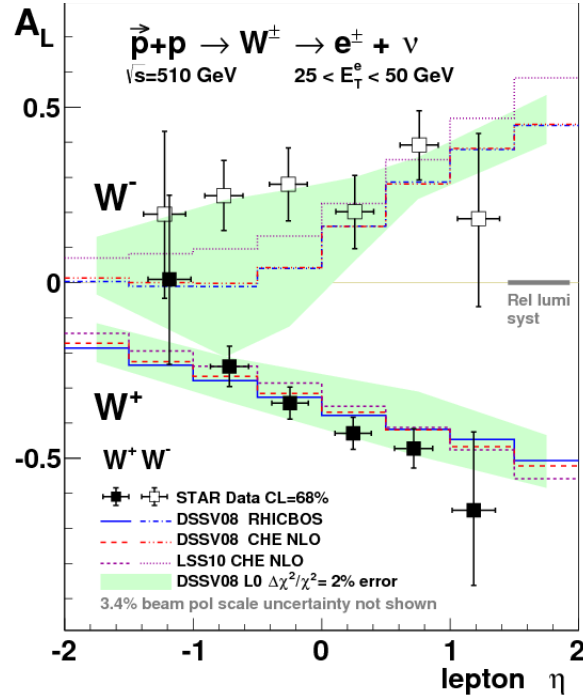 A_L
p⃗+p → W^± → e^± + ν
√s=510 GeV 25 < E_T^e < 50 GeV
0.5
W^-
0
Rel lumi
syst
W^+
W^+ W^-
-0.5
STAR Data CL=68%
DSSV08 RHICBOS
DSSV08 CHE NLO
LSS10 CHE NLO
DSSV08 L0 Δχ²/χ²= 2% error
3.4% beam pol scale uncertainty not shown
-2 -1 0 1 2
lepton η